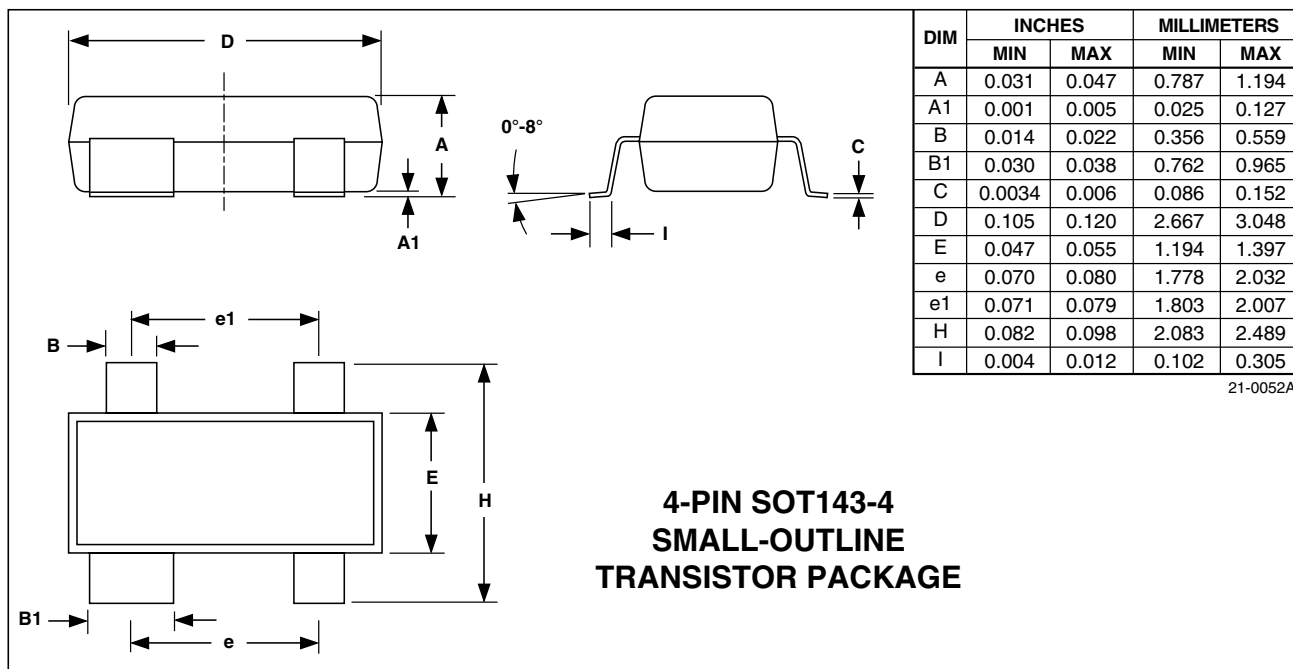 D
A
A1
0°-8°
C
I
e1
B
E
H
B1
e
DIM INCHES MILLIMETERS
MIN MAX MIN MAX
A 0.031 0.047 0.787 1.194
A1 0.001 0.005 0.025 0.127
B 0.014 0.022 0.356 0.559
B1 0.030 0.038 0.762 0.965
C 0.0034 0.006 0.086 0.152
D 0.105 0.120 2.667 3.048
E 0.047 0.055 1.194 1.397
e 0.070 0.080 1.778 2.032
e1 0.071 0.079 1.803 2.007
H 0.082 0.098 2.083 2.489
I 0.004 0.012 0.102 0.305
21-0052A
4-PIN SOT143-4
SMALL-OUTLINE
TRANSISTOR PACKAGE